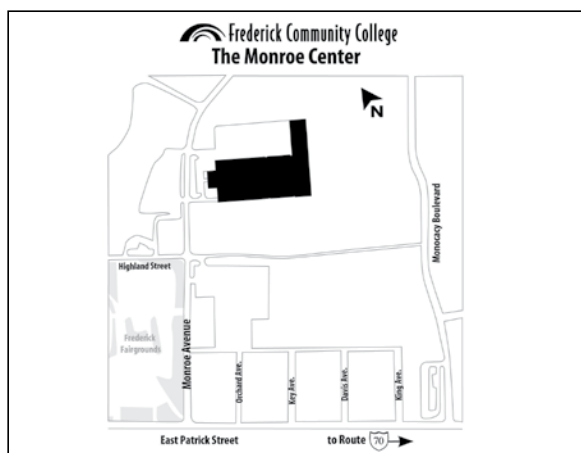 Frederick Community College
The Monroe Center
N
Monocacy Boulevard
Highland Street
Frederick
Fairgrounds
Monroe Avenue
Orchard Ave.
Key Ave.
Davis Ave.
King Ave.
East Patrick Street
to Route 70